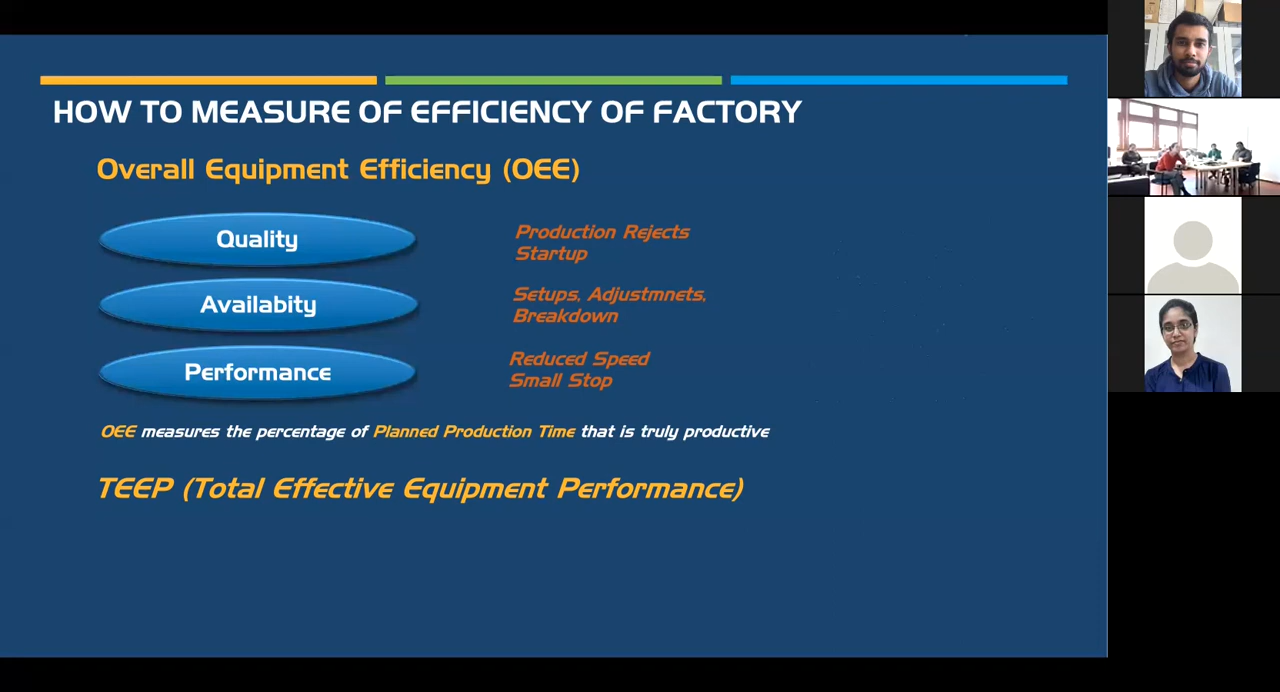 HOW TO MEASURE OF EFFICIENCY OF FACTORY
Overall Equipment Efficiency (OEE)
Quality
Production Rejects
Startup
Availabity
Setups, Adjustmnets,
Breakdown
Performance
Reduced Speed
Small Stop
OEE measures the percentage of Planned Production Time that is truly productive
TEEP (Total Effective Equipment Performance)